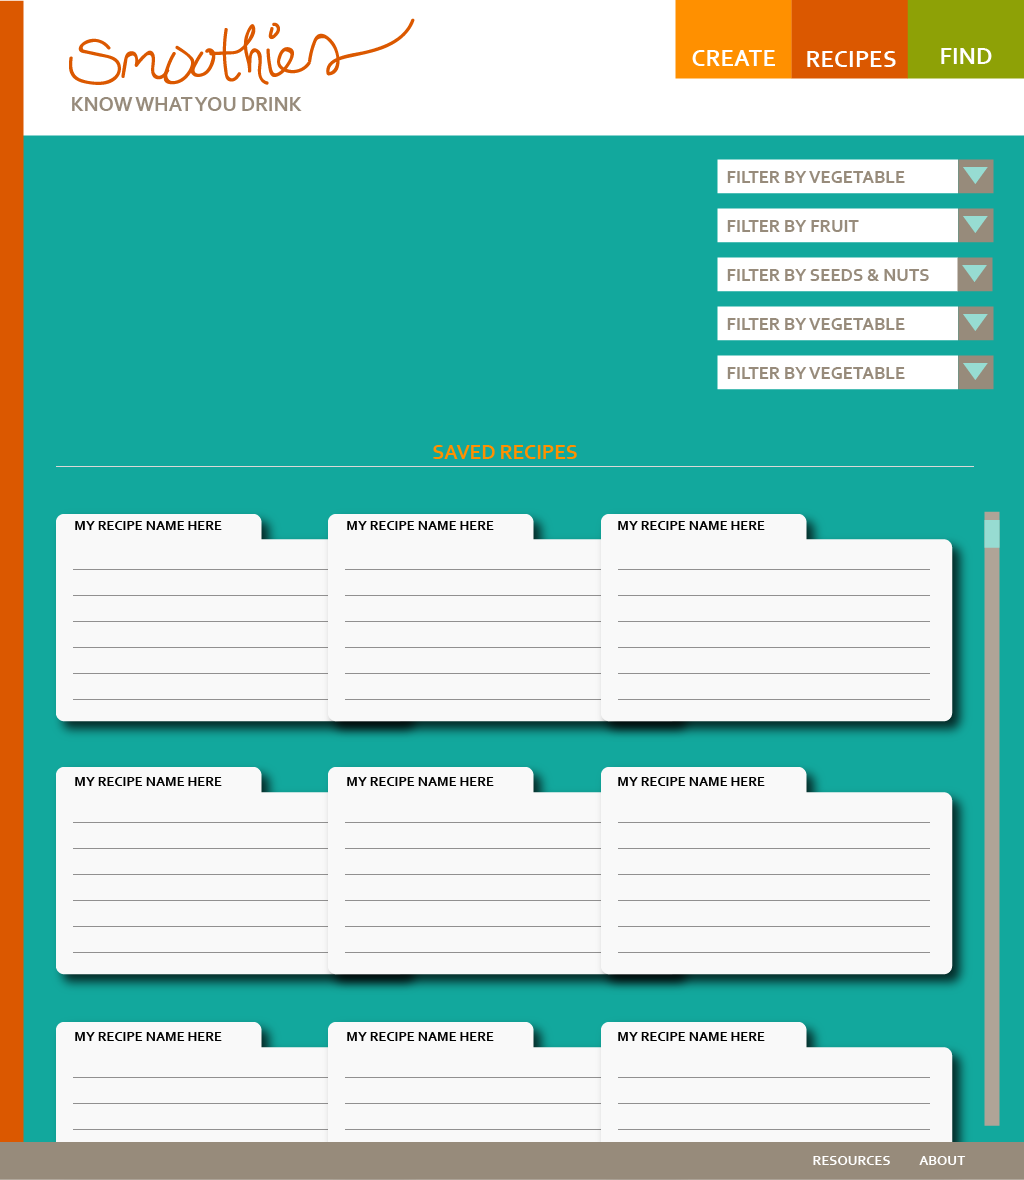 Smoothies
KNOW WHAT YOU DRINK
CREATE
RECIPES
FIND
FILTER BY VEGETABLE
FILTER BY FRUIT
FILTER BY SEEDS & NUTS
FILTER BY VEGETABLE
FILTER BY VEGETABLE
SAVED RECIPES
MY RECIPE NAME HERE
MY RECIPE NAME HERE
MY RECIPE NAME HERE
MY RECIPE NAME HERE
MY RECIPE NAME HERE
MY RECIPE NAME HERE
MY RECIPE NAME HERE
MY RECIPE NAME HERE
MY RECIPE NAME HERE
RESOURCES
ABOUT